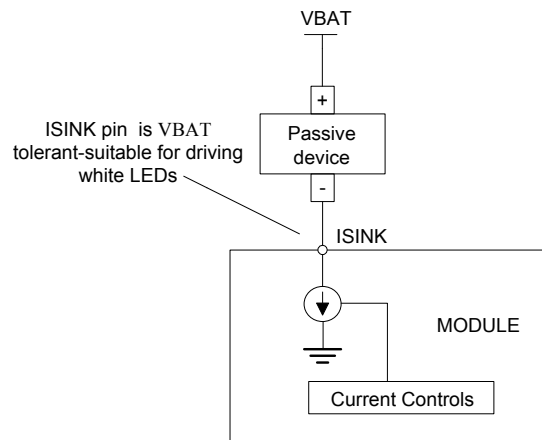 VBAT
+
Passive
device
-
ISINK pin is VBAT
tolerant-suitable for driving
white LEDs
ISINK
MODULE
Current Controls